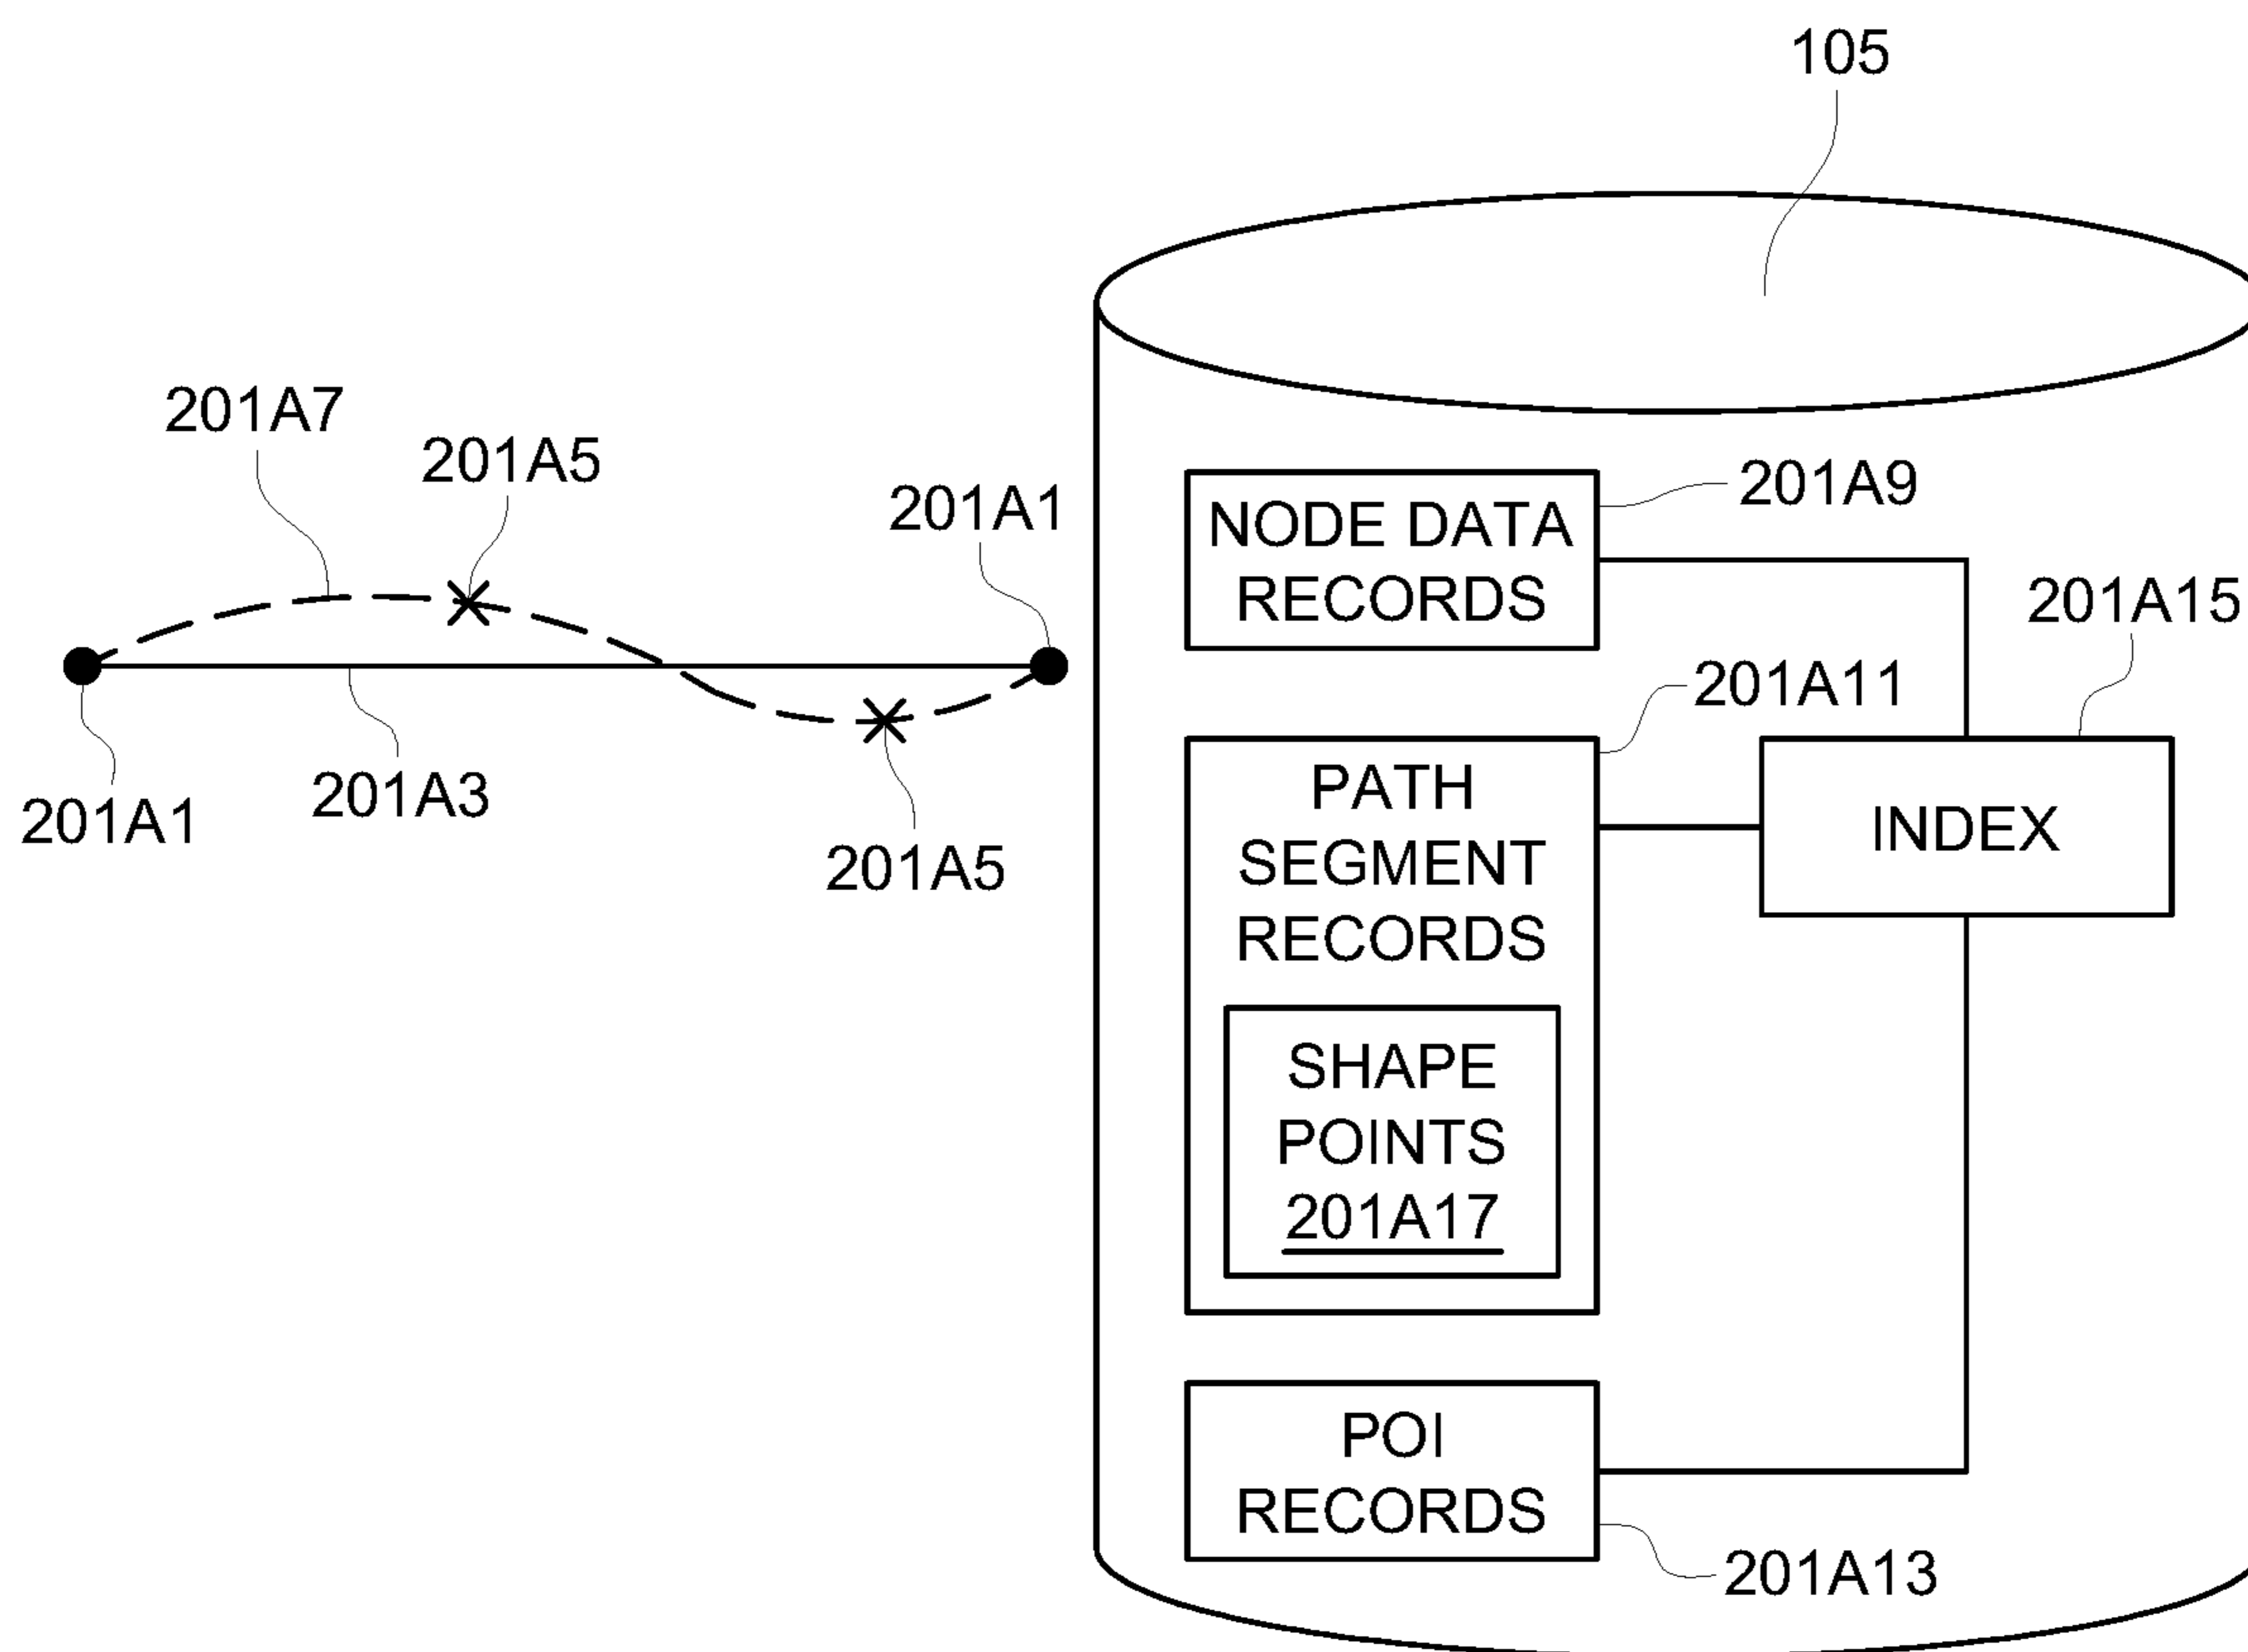 105
201A7
201A5
201A1
201A1
201A3
201A5
NODE DATA
RECORDS
201A9
201A15
201A11
PATH
SEGMENT
RECORDS
INDEX
SHAPE
POINTS
201A17
POI
RECORDS
201A13